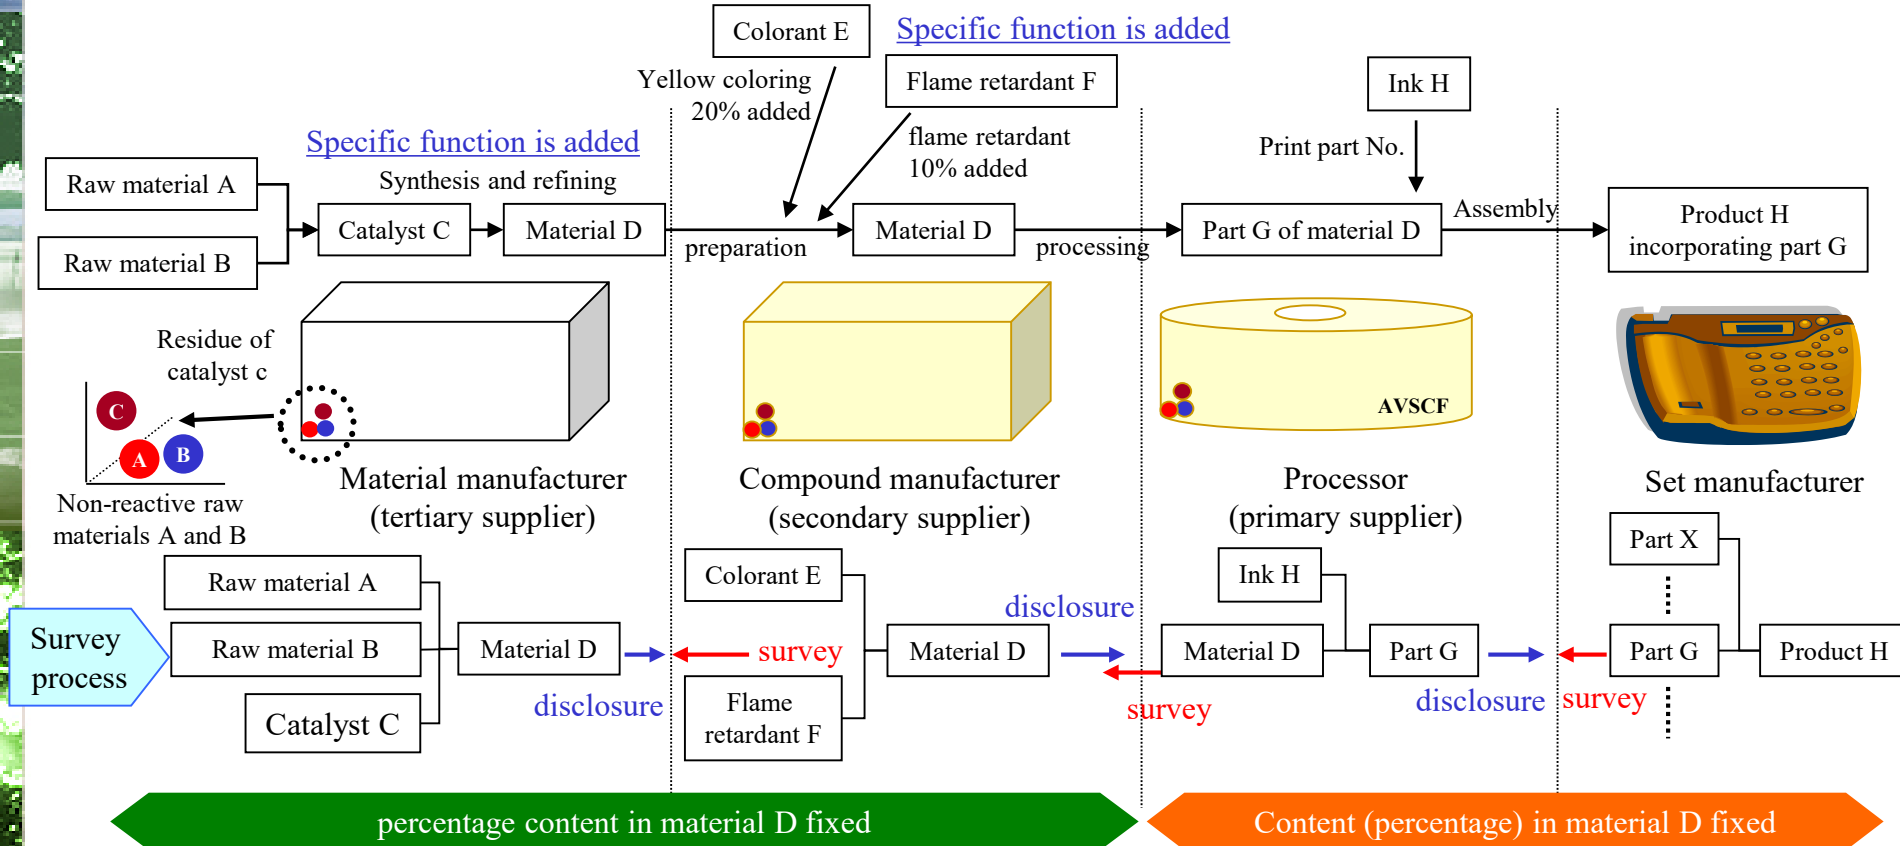 Colorant E
Specific function is added
Yellow coloring
20% added
Flame retardant F
Ink H
flame retardant
10% added
Print part No.
Specific function is added
Synthesis and refining
Raw material A
Raw material B
Catalyst C
Material D
preparation
Material D
processing
Part G of material D
Assembly
Product H
incorporating part G
Residue of
catalyst c
C
A
B
Non-reactive raw
materials A and B
AVSCF
Material manufacturer
(tertiary supplier)
Compound manufacturer
(secondary supplier)
Processor
(primary supplier)
Set manufacturer
Survey
process
Raw material A
Raw material B
Catalyst C
Material D
disclosure
survey
Colorant E
Flame
retardant F
Material D
disclosure
survey
Ink H
Material D
Part G
disclosure
survey
Part X
Part G
Product H
percentage content in material D fixed
Content (percentage) in material D fixed